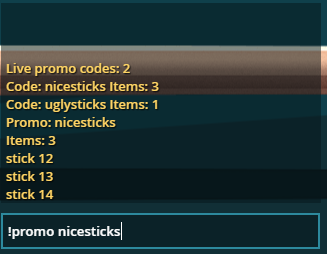 Live promo codes: 2
Code: nicesticks Items: 3
Code: uglysticks Items: 1
Promo: nicesticks
Items: 3
stick 12
stick 13
stick 14
!promo nicesticks